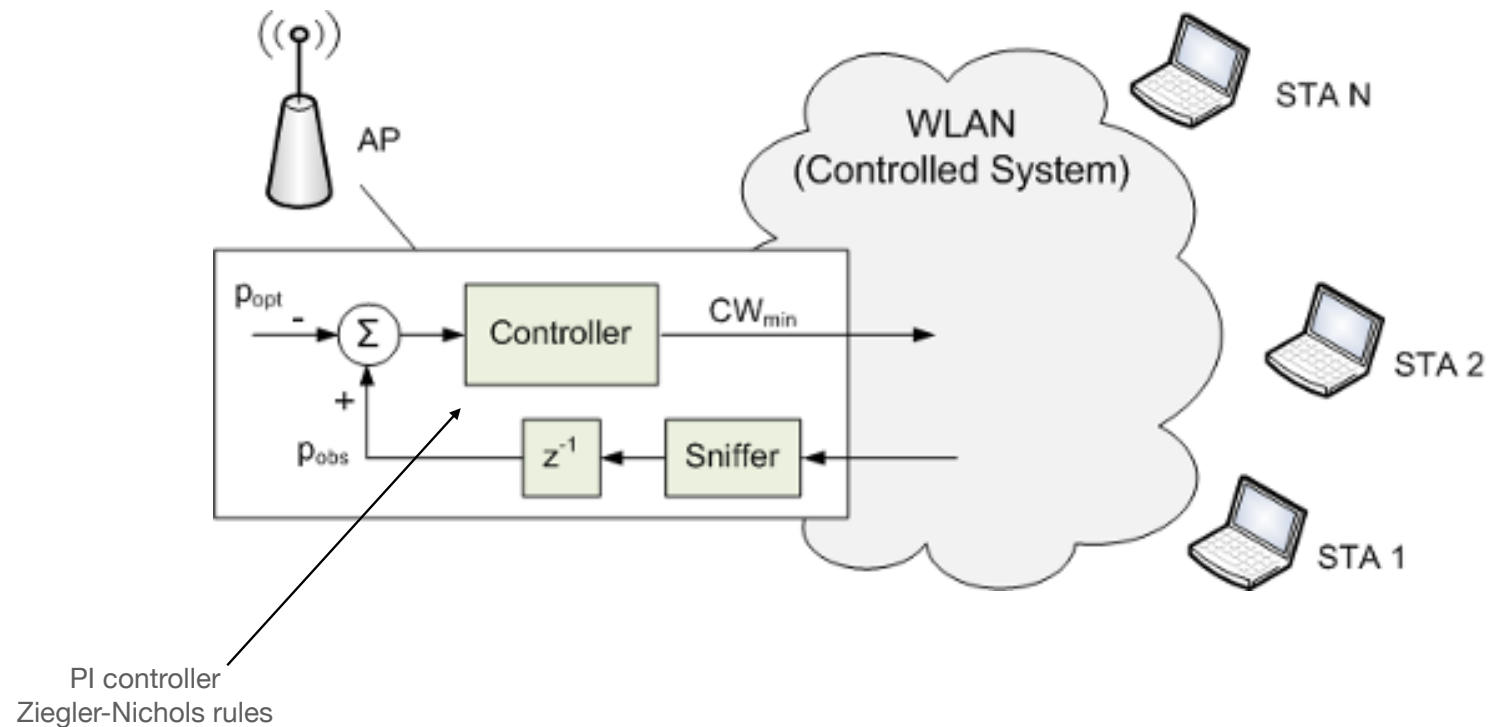 STA N
WLAN
(Controlled System)
AP
p_opt
-
Σ
Controller
CW_min
STA 2
+
p_obs
z^-1
Sniffer
STA 1
PI controller
Ziegler-Nichols rules